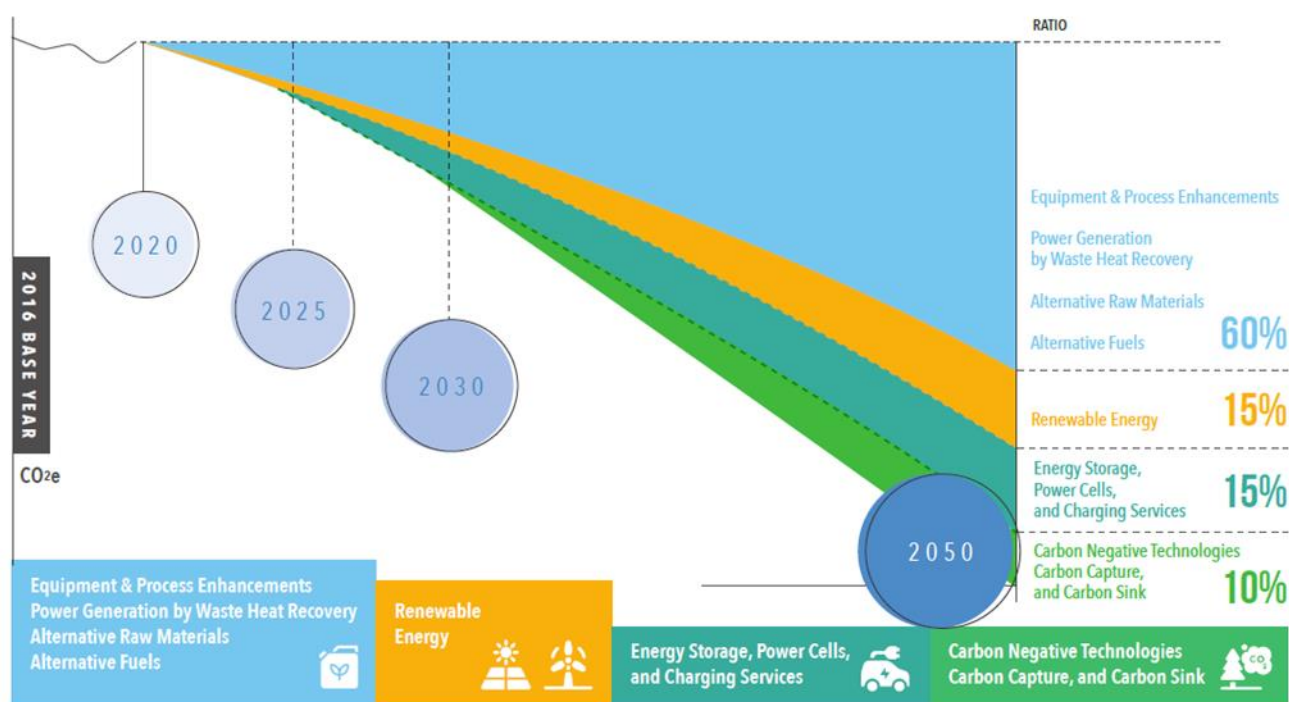 RATIO
2020
2025
2030
2050
2016 BASE YEAR
CO2e
Equipment & Process Enhancements
Power Generation
by Waste Heat Recovery
Alternative Raw Materials
Alternative Fuels
60%
Renewable Energy
15%
Energy Storage,
Power Cells,
and Charging Services
15%
Carbon Negative Technologies
Carbon Capture,
and Carbon Sink
10%
Equipment & Process Enhancements
Power Generation by Waste Heat Recovery
Alternative Raw Materials
Alternative Fuels
Renewable
Energy
Energy Storage, Power Cells,
and Charging Services
Carbon Negative Technologies
Carbon Capture, and Carbon Sink
CO2